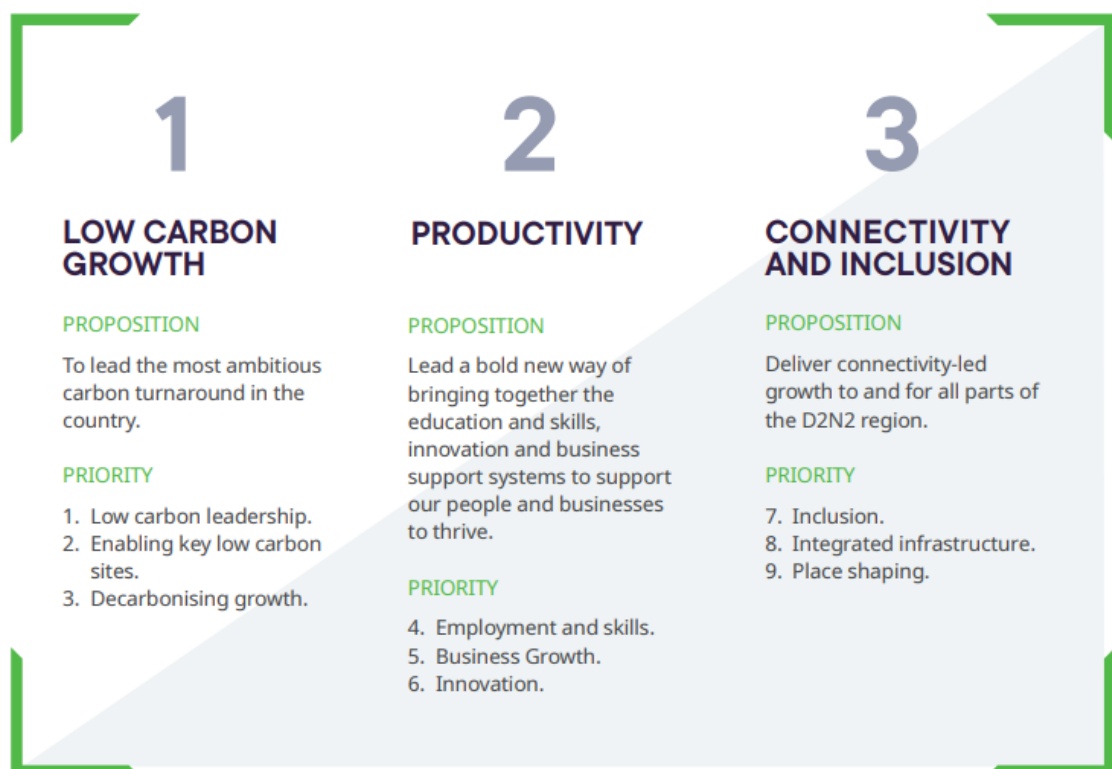 1
LOW CARBON
GROWTH
PROPOSITION
To lead the most ambitious
carbon turnaround in the
country.
PRIORITY
1. Low carbon leadership.
2. Enabling key low carbon
sites.
3. Decarbonising growth.
2
PRODUCTIVITY
PROPOSITION
Lead a bold new way of
bringing together the
education and skills,
innovation and business
support systems to support
our people and businesses
to thrive.
PRIORITY
4. Employment and skills.
5. Business Growth.
6. Innovation.
3
CONNECTIVITY
AND INCLUSION
PROPOSITION
Deliver connectivity-led
growth to and for all parts of
the D2N2 region.
PRIORITY
7. Inclusion.
8. Integrated infrastructure.
9. Place shaping.